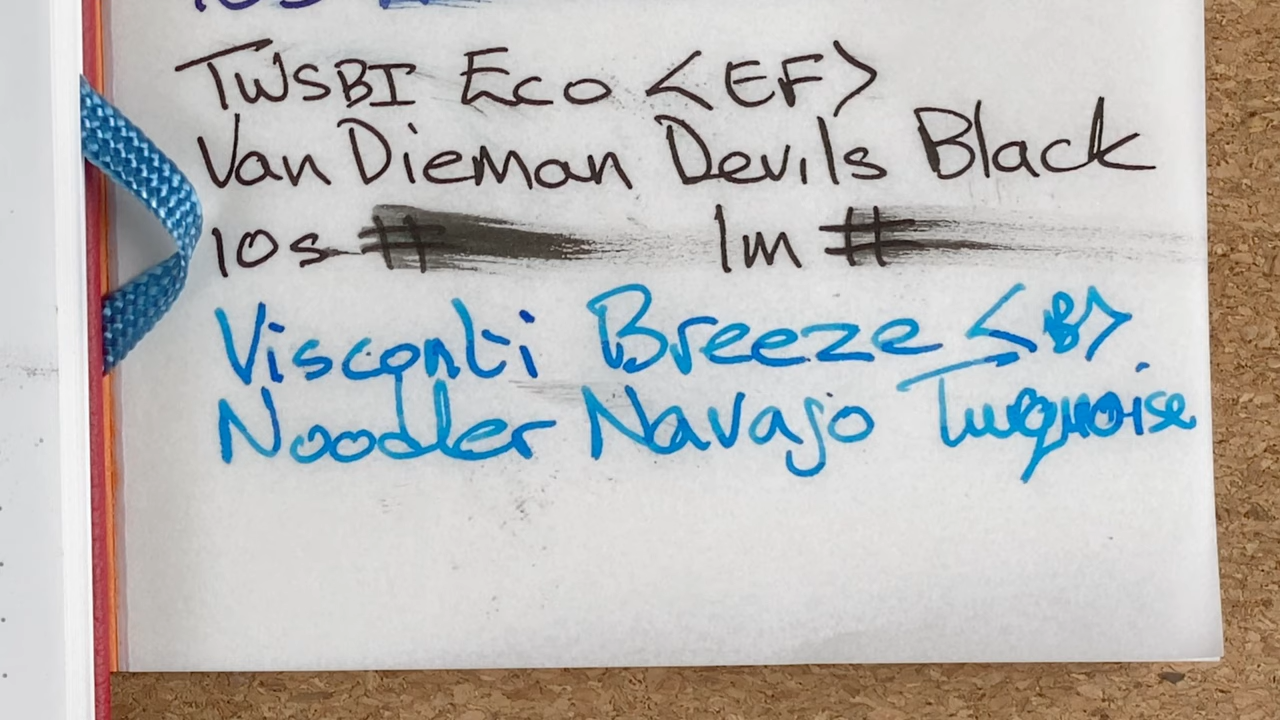 TWSBI Eco <EF>
Van Dieman Devils Black
10s # 1m #
Visconti Breeze <B>
Noodler Navajo Turquoise